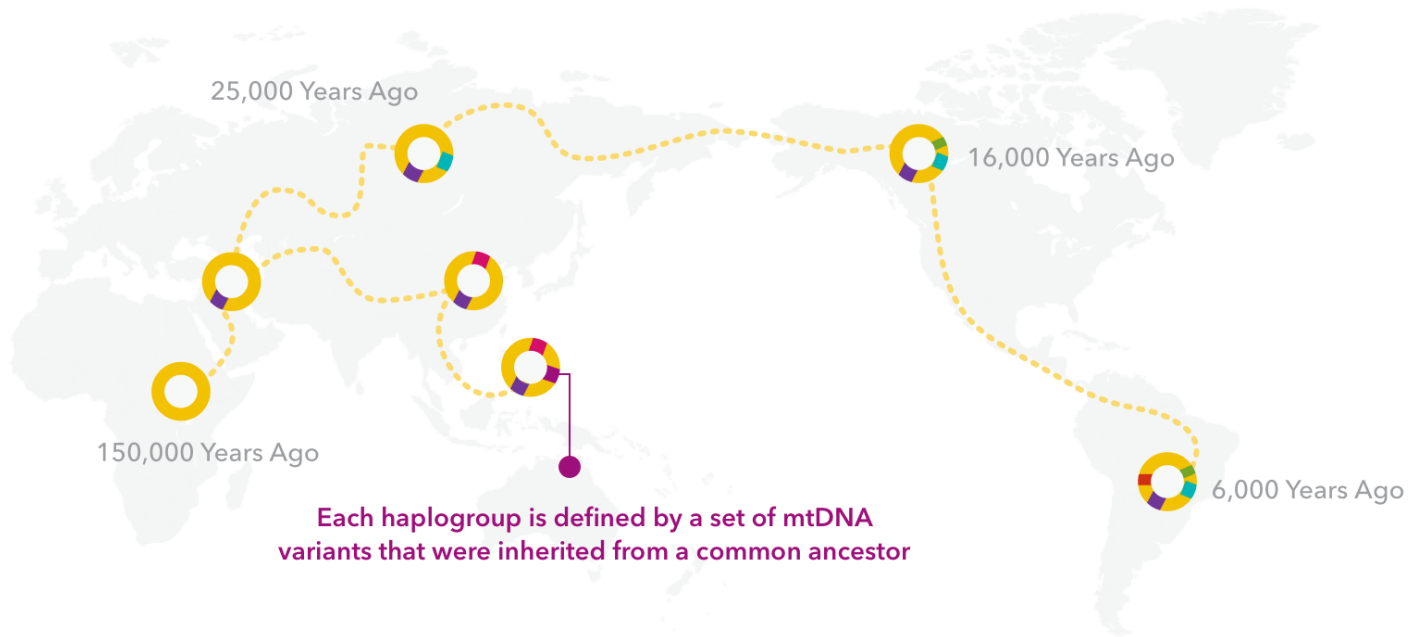 25,000 Years Ago
16,000 Years Ago
150,000 Years Ago
6,000 Years Ago
Each haplogroup is defined by a set of mtDNA
variants that were inherited from a common ancestor